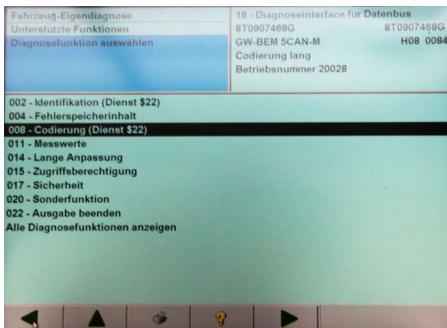 Fahrzeug-Eigendiagnose
Unterstützte Funktionen
Diagnosefunktion auswählen
19 - Diagnoseinterface für Datenbus
8T0907468G 8T0907468G
GW-BEM 5CAN-M H08 0084
Codierung lang
Betriebsnummer 20028
002 - Identifikation (Dienst $22)
004 - Fehlerspeicherinhalt
008 - Codierung (Dienst $22)
011 - Messwerte
014 - Lange Anpassung
015 - Zugriffsberechtigung
017 - Sicherheit
020 - Sonderfunktion
022 - Ausgabe beenden
Alle Diagnosefunktionen anzeigen
?